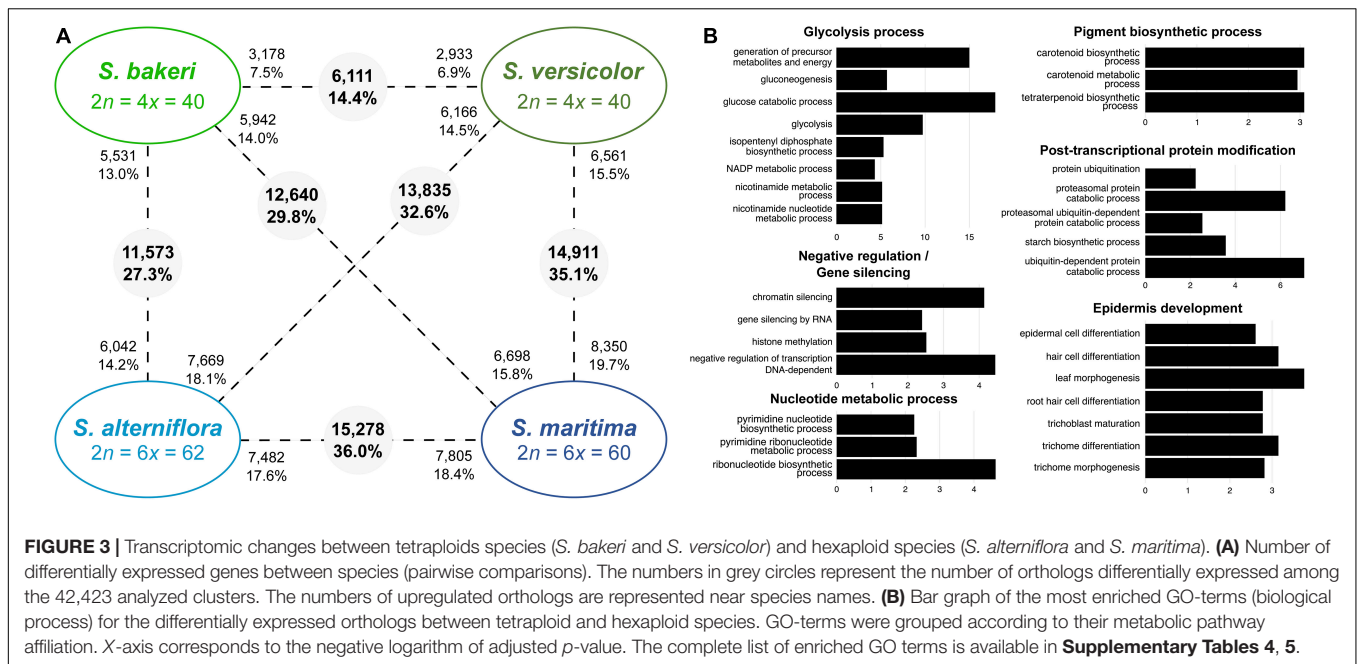 A
S. bakeri
2n = 4x = 40
3,178
7.5%
6,111
14.4%
2,933
6.9%
S. versicolor
2n = 4x = 40
5,942
14.0%
6,166
14.5%
5,531
13.0%
6,561
15.5%
12,640
29.8%
13,835
32.6%
11,573
27.3%
14,911
35.1%
6,042
14.2%
7,669
18.1%
6,698
15.8%
8,350
19.7%
S. alterniflora
2n = 6x = 62
15,278
36.0%
S. maritima
2n = 6x = 60
7,482
17.6%
7,805
18.4%
B
Glycolysis process
generation of precursor
metabolites and energy
gluconeogenesis
glucose catabolic process
glycolysis
isopentenyl diphosphate
biosynthetic process
NADP metabolic process
nicotinamide metabolic
process
nicotinamide nucleotide
metabolic process
0 5 10 15
Negative regulation /
Gene silencing
chromatin silencing
gene silencing by RNA
histone methylation
negative regulation of transcription
DNA-dependent
0 1 2 3 4
Nucleotide metabolic process
pyrimidine nucleotide
biosynthetic process
pyrimidine ribonucleotide
metabolic process
ribonucleotide biosynthetic
process
0 1 2 3 4
Pigment biosynthetic process
carotenoid biosynthetic
process
carotenoid metabolic
process
tetraterpenoid biosynthetic
process
0 1 2 3
Post-transcriptional protein modification
protein ubiquitination
proteasomal protein
catabolic process
proteasomal ubiquitin-dependent
protein catabolic process
starch biosynthetic process
ubiquitin-dependent protein
catabolic process
0 2 4 6
Epidermis development
epidermal cell differentiation
hair cell differentiation
leaf morphogenesis
root hair cell differentiation
trichoblast maturation
trichome differentiation
trichome morphogenesis
0 1 2 3
FIGURE 3 | Transcriptomic changes between tetraploids species (S. bakeri and S. versicolor) and hexaploid species (S. alterniflora and S. maritima). (A) Number of
differentially expressed genes between species (pairwise comparisons). The numbers in grey circles represent the number of orthologs differentially expressed among
the 42,423 analyzed clusters. The numbers of upregulated orthologs are represented near species names. (B) Bar graph of the most enriched GO-terms (biological
process) for the differentially expressed orthologs between tetraploid and hexaploid species. GO-terms were grouped according to their metabolic pathway
affiliation. X-axis corresponds to the negative logarithm of adjusted p-value. The complete list of enriched GO terms is available in Supplementary Tables 4, 5.